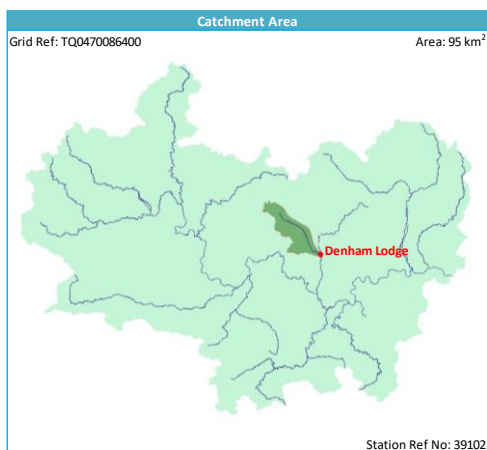 Catchment Area
Grid Ref: TQ0470086400 Area: 95 km²
Denham Lodge
Station Ref No: 39102